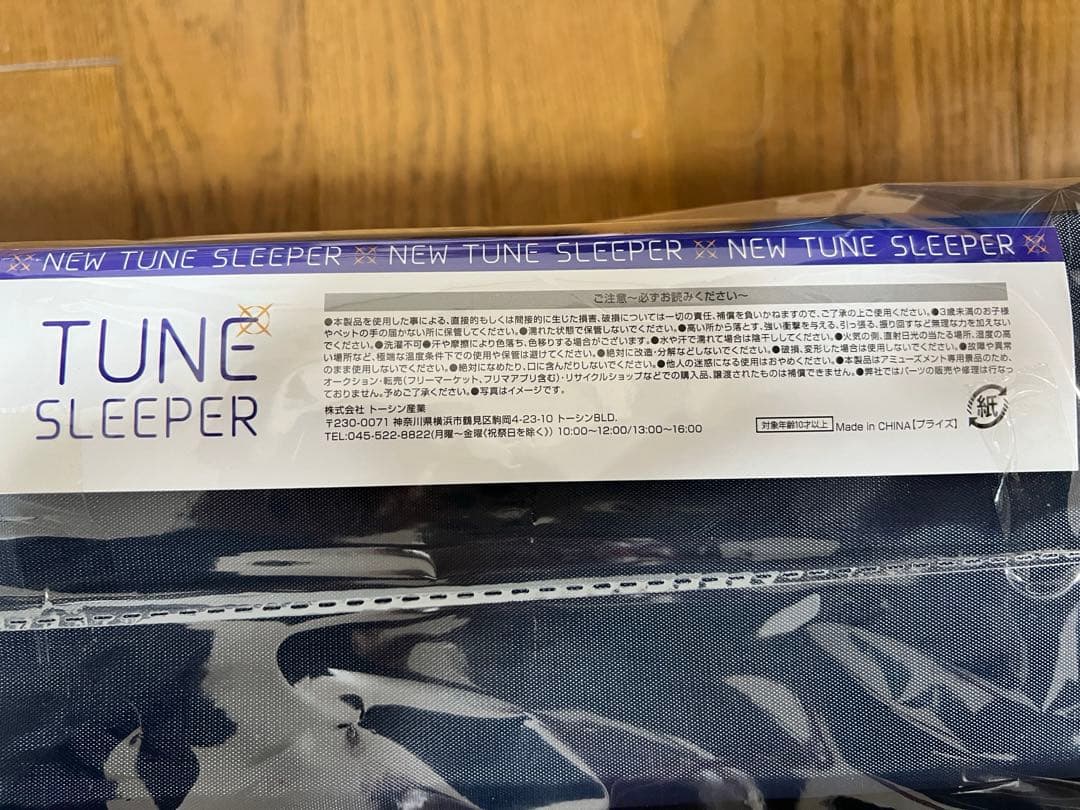 NEW TUNE SLEEPER NEW TUNE SLEEPER NEW TUNE SLEEPER
TUNE
SLEEPER
ご注意〜必ずお読みください〜
●本製品を使用した事による、直接的もしくは間接的に生じた損害、破損については一切の責任、補償を負いかねますので、ご了承の上ご使用ください。●3歳未満のお子様
やペットの手の届かない所に保管してください。●濡れた状態で保管しないでください。●高い所から落とす、強い衝撃を与える、引っ張る、振り回すなど無理な力を加えない
でください。●洗濯不可●汗や摩擦により色落ち、色移りする場合がございます。●水や汗で濡れて場合は陰干ししてください。●火気の側、直射日光の当たる場所、湿度の高
い場所など、極端な温度条件下での使用や保管は避けてください。●絶対に改造・分解などしないでください。●破損、変形した場合は使用しないでください。●故障や異常
のまま使用しないでください。●絶対になめたり、口に含んだりしないでください。●他人の迷惑になる使用はおやめください。●本製品はアミューズメント専用景品のため、
オークション・転売(フリーマーケット、フリマアプリ含む)・リサイクルショップなどでの購入品、譲渡されたものは補償できません。●弊社ではパーツの販売や修理は行なっ
ておりません。予めご了承ください。●写真はイメージです。
株式会社 トーシン産業
〒230-0071 神奈川県横浜市鶴見区駒岡4-23-10 トーシンBLD.
TEL:045-522-8822(月曜〜金曜《祝祭日を除く》) 10:00〜12:00/13:00〜16:00
対象年齢10才以上 Made in CHINA【プライズ】
紙